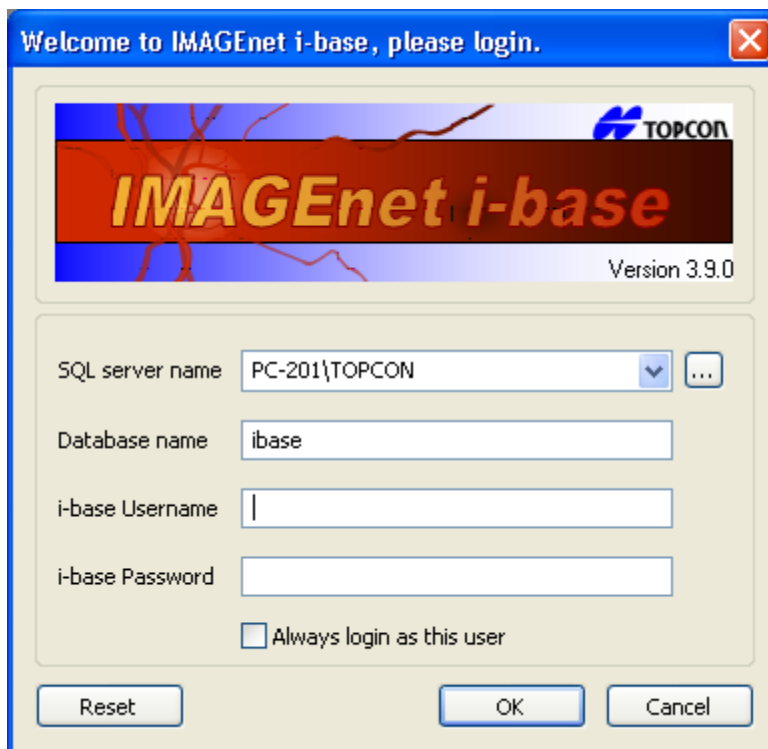 Welcome to IMAGEnet i-base, please login.
TOPCON
IMAGEnet i-base
Version 3.9.0
SQL server name PC-201\TOPCON ...
Database name ibase
i-base Username
i-base Password
Always login as this user
Reset OK Cancel